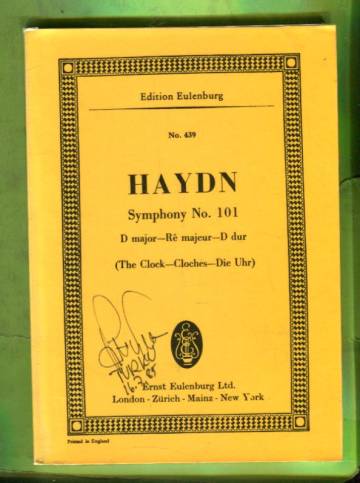 Edition Eulenburg
No. 439
HAYDN
Symphony No. 101
D major—Ré majeur—D dur
(The Clock—Cloches—Die Uhr)
Ernst Eulenburg Ltd.
London - Zürich - Mainz - New York
Printed in England